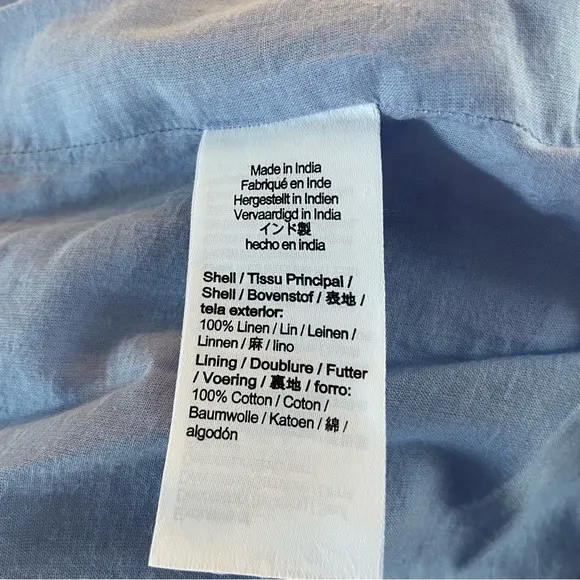 Made in India
Fabriqué en Inde
Hergestellt in Indien
Vervaardigd in India
インド製
hecho en india
Shell / Tissu Principal /
Shell / Bovenstof / 表地 /
tela exterior:
100% Linen / Lin / Leinen /
Linnen / 麻 / lino
Lining / Doublure / Futter
/ Voering / 裏地 / forro:
100% Cotton / Coton /
Baumwolle / Katoen / 綿 /
algodón